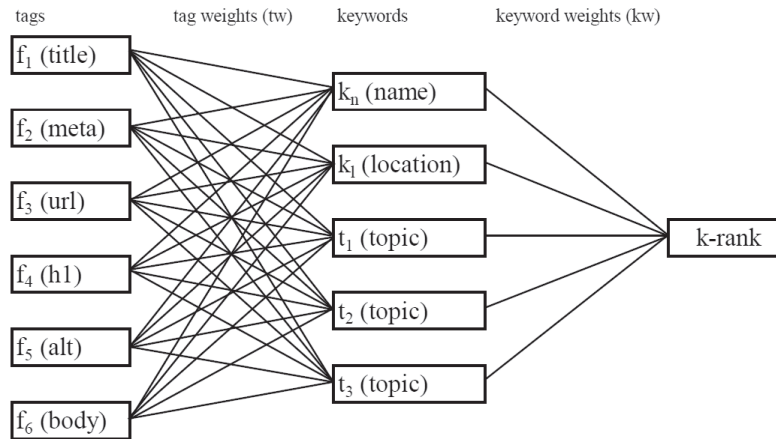 tags tag weights (tw) keywords keyword weights (kw)
f₁ (title)
f₂ (meta)
f₃ (url)
f₄ (h1)
f₅ (alt)
f₆ (body)
kₙ (name)
kₗ (location)
t₁ (topic)
t₂ (topic)
t₃ (topic)
k-rank